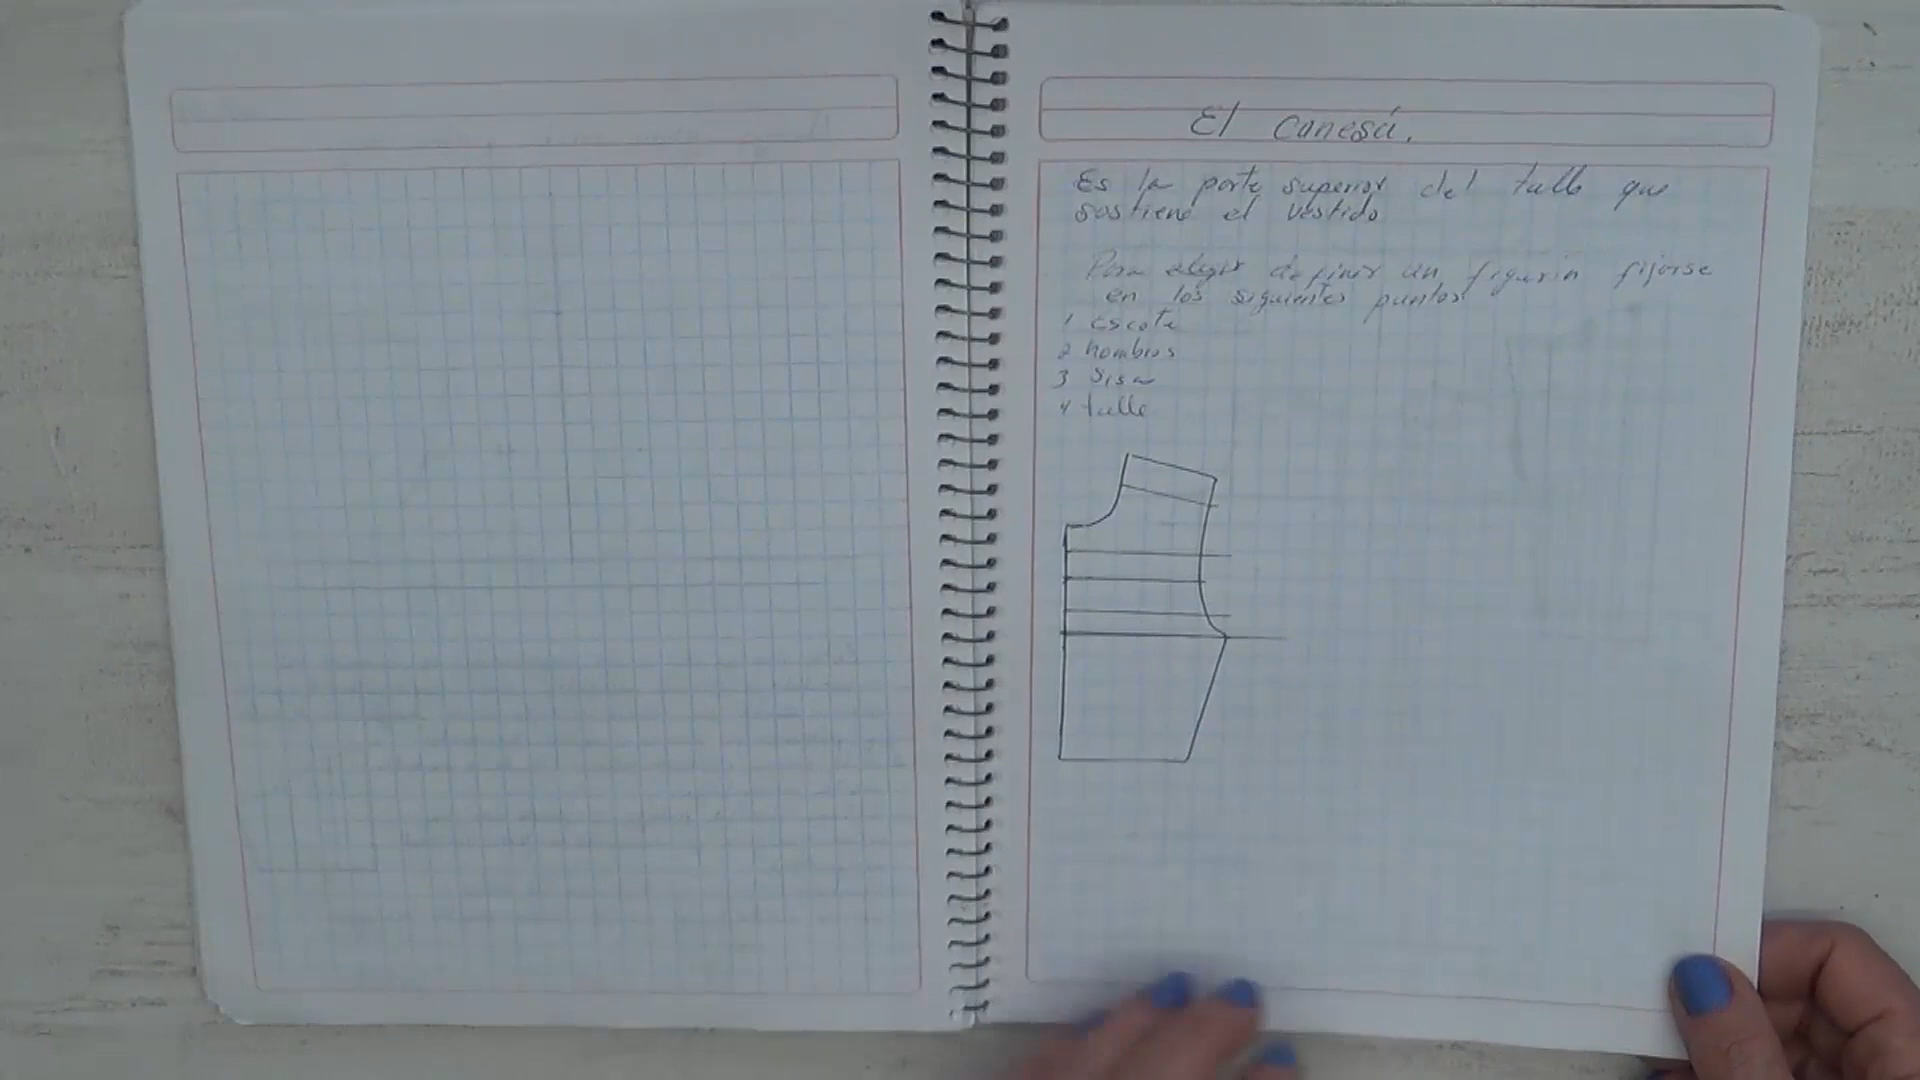 El canesú.
Es la parte superior del talle que
sostiene el vestido
Para elegir definir un figurin fijarse
en los siguientes puntos
1 Escote
2 hombros
3 Sisa
4 talle